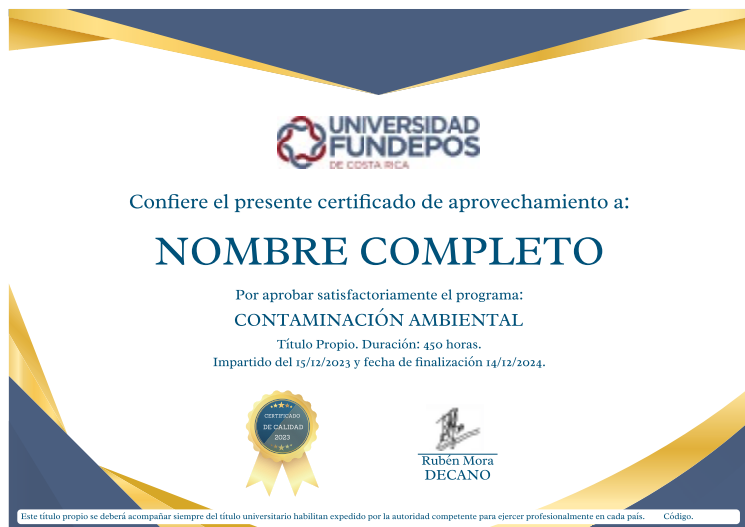 UNIVERSIDAD
FUNDEPOS
DE COSTA RICA
Confiere el presente certificado de aprovechamiento a:
NOMBRE COMPLETO
Por aprobar satisfactoriamente el programa:
CONTAMINACIÓN AMBIENTAL
Título Propio. Duración: 450 horas.
Impartido del 15/12/2023 y fecha de finalización 14/12/2024.
CERTIFICADO
DE CALIDAD
2023
Rubén Mora
DECANO
Este título propio se deberá acompañar siempre del título universitario habilitan expedido por la autoridad competente para ejercer profesionalmente en cada país. Código.